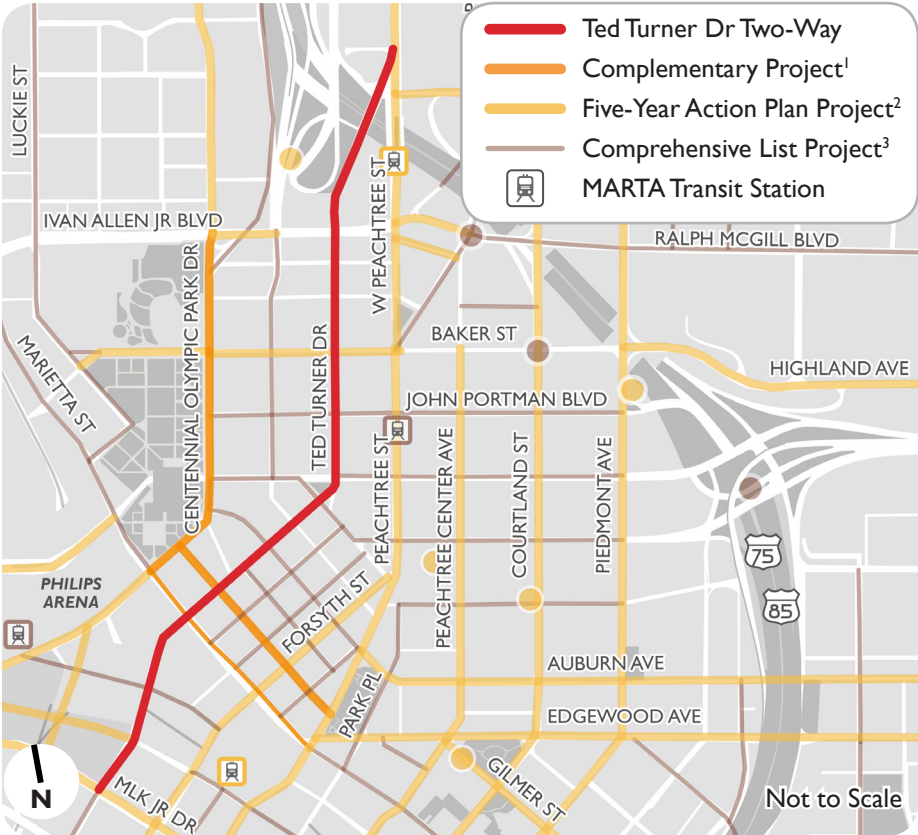 Ted Turner Dr Two-Way
Complementary Project¹
Five-Year Action Plan Project²
Comprehensive List Project³
MARTA Transit Station
LUCKIE ST
IVAN ALLEN JR BLVD
W PEACHTREE ST
RALPH MCGILL BLVD
CENTENNIAL OLYMPIC PARK DR
TED TURNER DR
BAKER ST
HIGHLAND AVE
MARIETTA ST
JOHN PORTMAN BLVD
PEACHTREE ST
PEACHTREE CENTER AVE
COURTLAND ST
PIEDMONT AVE
75
85
PHILIPS
ARENA
FORSYTH ST
AUBURN AVE
PARK PL
EDGEWOOD AVE
GILMER ST
MLK JR DR
N
Not to Scale